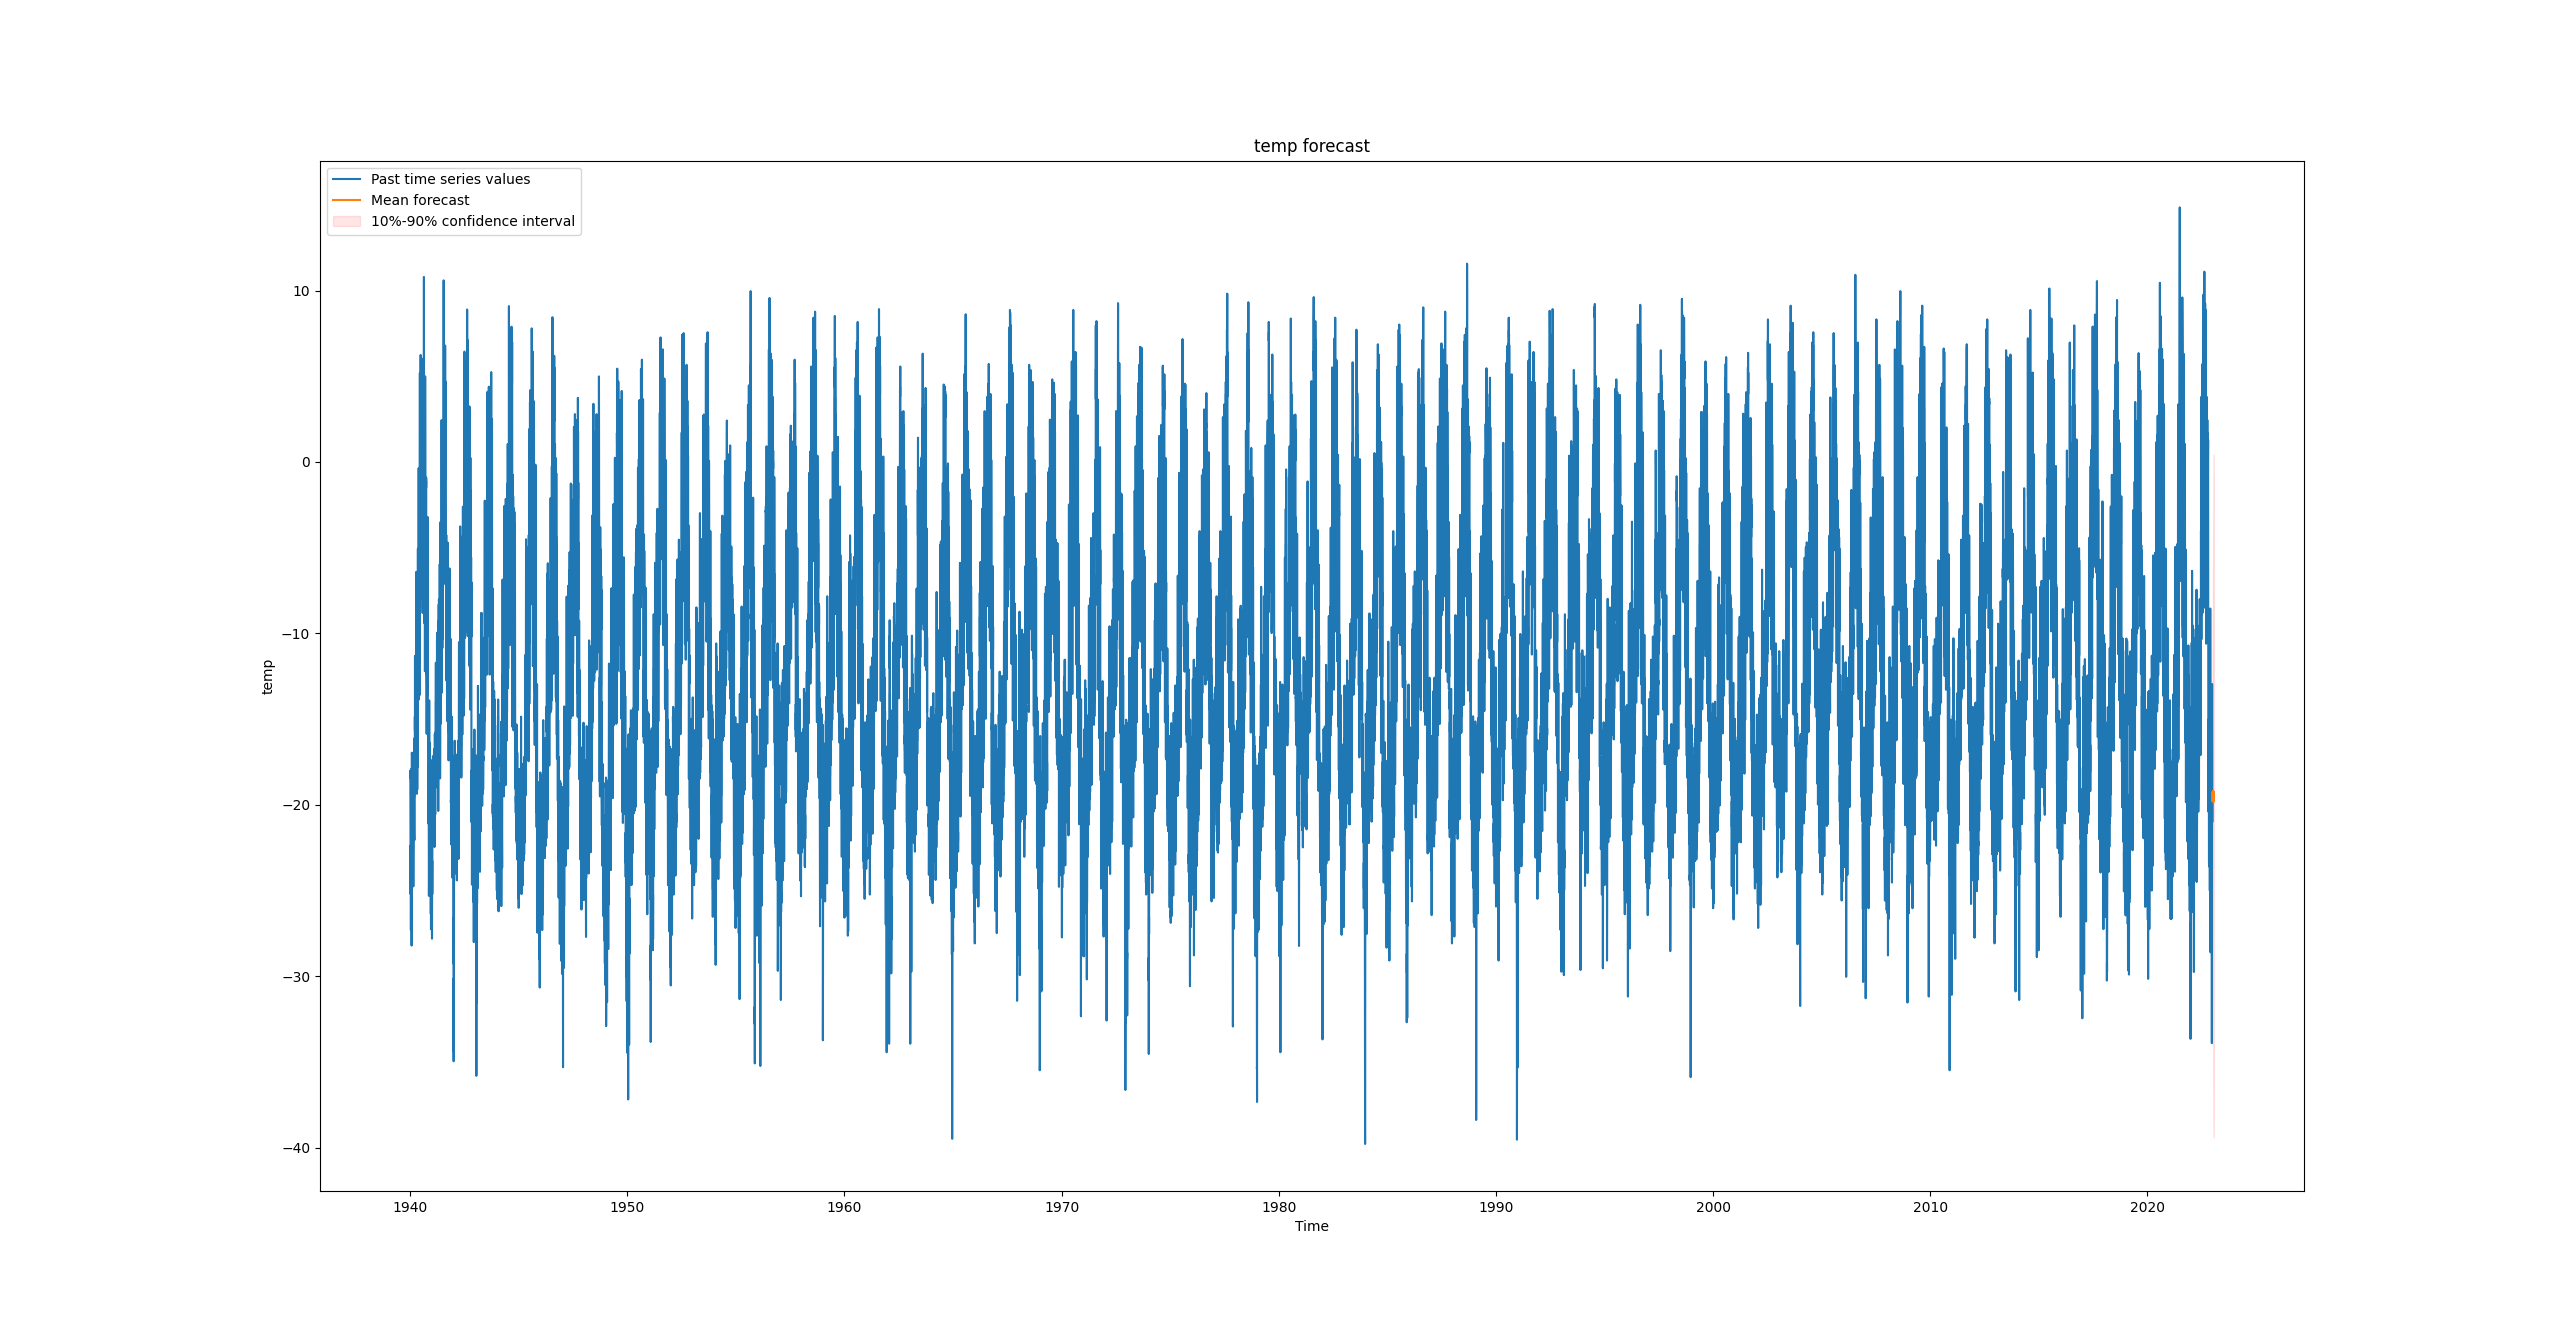 temp forecast
Past time series values
Mean forecast
10%-90% confidence interval
temp
10
0
−10
−20
−30
−40
1940 1950 1960 1970 1980 1990 2000 2010 2020
Time